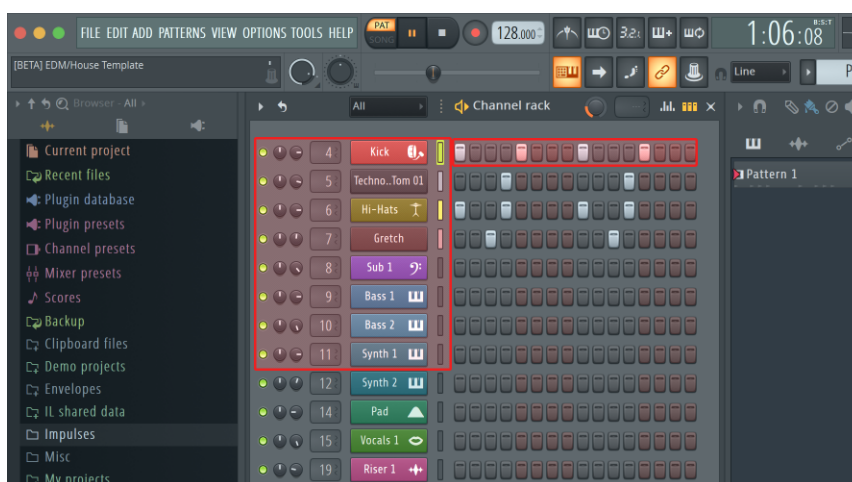 FILE EDIT ADD PATTERNS VIEW OPTIONS TOOLS HELP
PAT
SONG
128.000
3.2.1
B:S:T
1:06:08
[BETA] EDM/House Template
Line
P
Browser - All
All
Channel rack
Current project
Recent files
Plugin database
Plugin presets
Channel presets
Mixer presets
Scores
Backup
Clipboard files
Demo projects
Envelopes
IL shared data
Impulses
Misc
My projects
4 Kick
5 Techno...Tom 01
6 Hi-Hats
7 Gretch
8 Sub 1
9 Bass 1
10 Bass 2
11 Synth 1
12 Synth 2
14 Pad
15 Vocals 1
19 Riser 1
Pattern 1